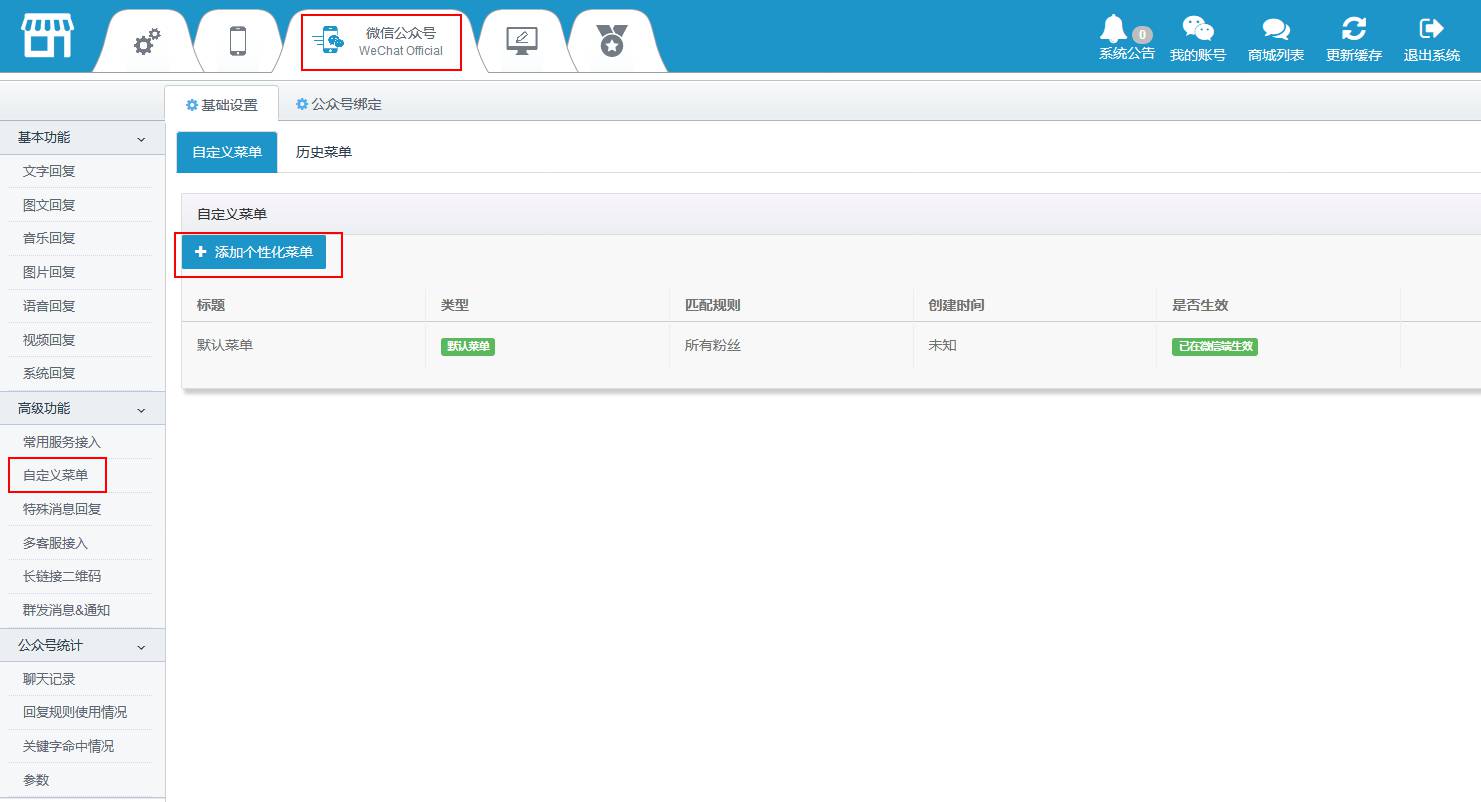 微信公众号
WeChat Official
0
系统公告
我的账号
商城列表
更新缓存
退出系统
基础设置
公众号绑定
基本功能
文字回复
图文回复
音乐回复
图片回复
语音回复
视频回复
系统回复
高级功能
常用服务接入
自定义菜单
特殊消息回复
多客服接入
长链接二维码
群发消息&通知
公众号统计
聊天记录
回复规则使用情况
关键字命中情况
参数
自定义菜单
历史菜单
自定义菜单
添加个性化菜单
标题 类型 匹配规则 创建时间 是否生效
默认菜单 默认菜单 所有粉丝 未知 已在微信端生效